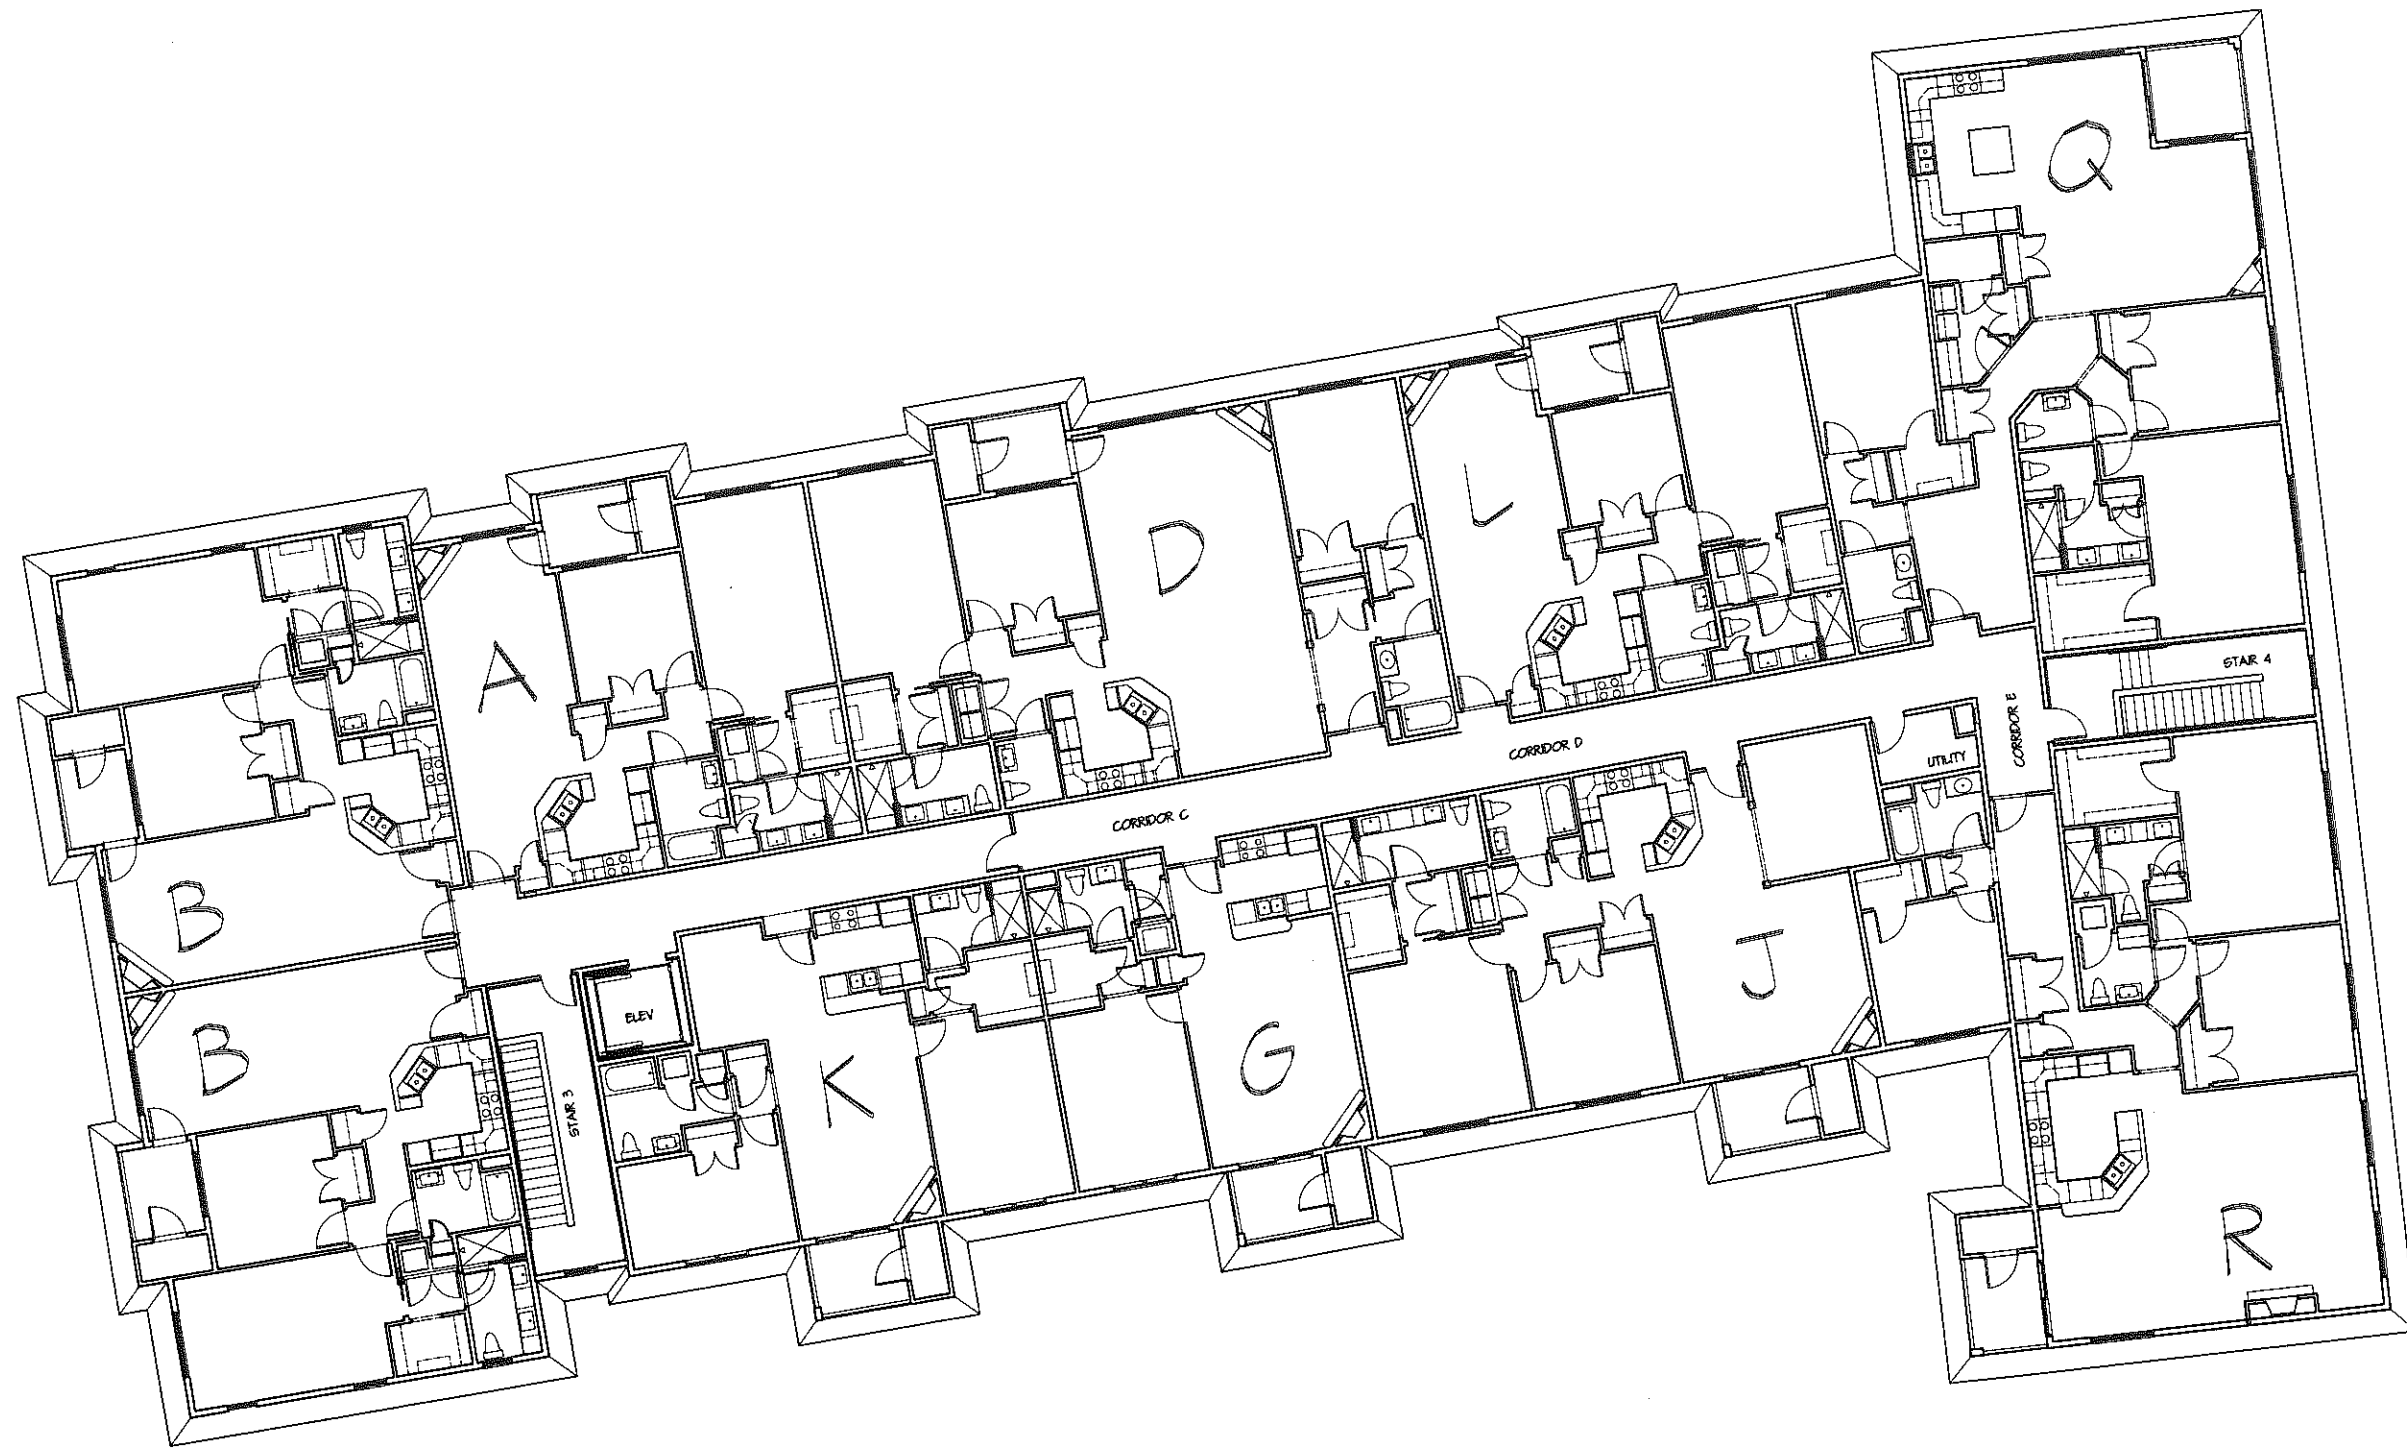 Q
L
D
A
STAIR 4
CORRIDOR E
CORRIDOR D
UTILITY
CORRIDOR C
B
J
ELEV
K
G
B
STAIR 3
R